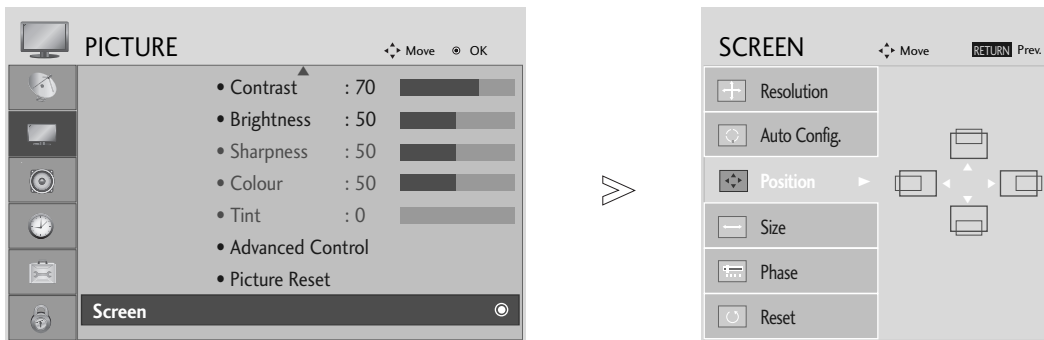 PICTURE
Move OK
• Contrast : 70
• Brightness : 50
• Sharpness : 50
• Colour : 50
• Tint : 0
• Advanced Control
• Picture Reset
Screen
SCREEN
Move RETURN Prev.
Resolution
Auto Config.
Position
Size
Phase
Reset